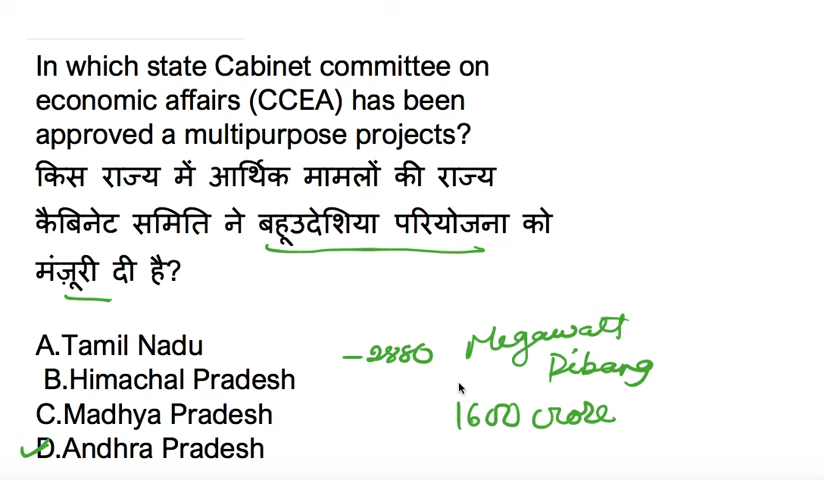 In which state Cabinet committee on
economic affairs (CCEA) has been
approved a multipurpose projects?
किस राज्य में आर्थिक मामलों की राज्य
कैबिनेट समिति ने बहूउदेशिया परियोजना को
मंज़ूरी दी है?
A.Tamil Nadu
B.Himachal Pradesh
C.Madhya Pradesh
D.Andhra Pradesh
-2880 Megawatt
Dibang
1600 crore